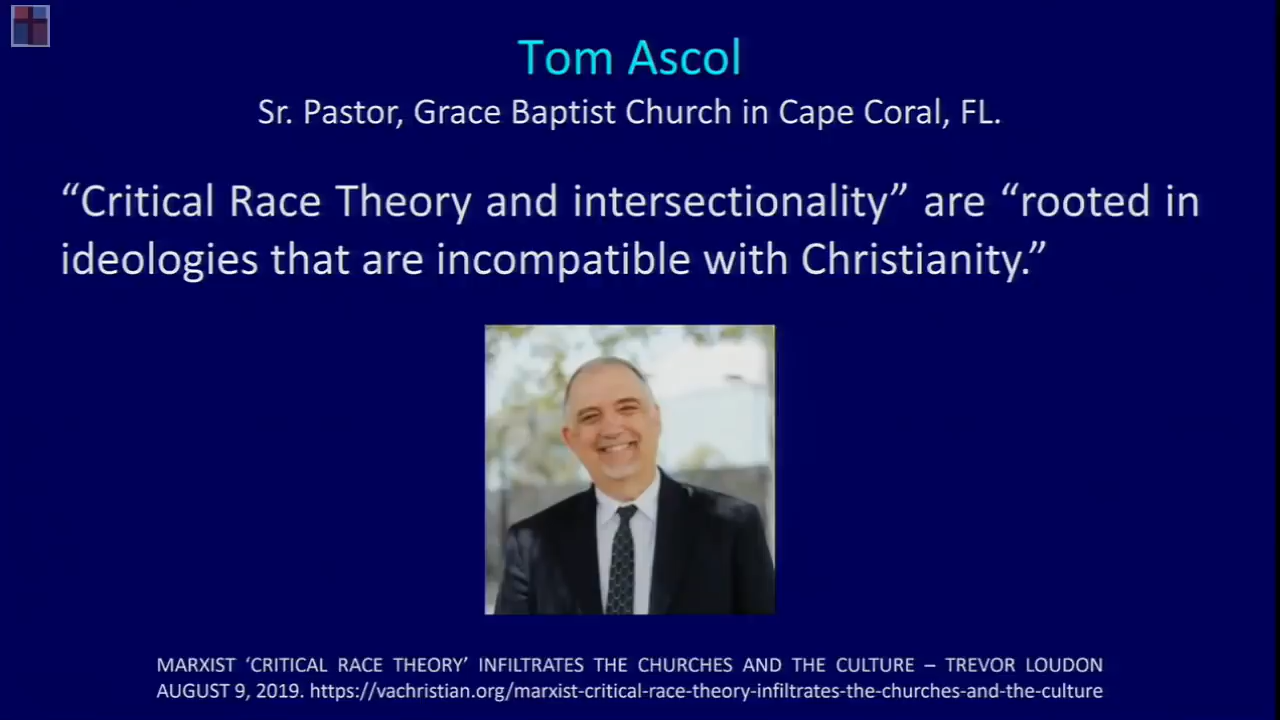 Tom Ascol
Sr. Pastor, Grace Baptist Church in Cape Coral, FL.
“Critical Race Theory and intersectionality” are “rooted in
ideologies that are incompatible with Christianity.”
MARXIST ‘CRITICAL RACE THEORY’ INFILTRATES THE CHURCHES AND THE CULTURE – TREVOR LOUDON
AUGUST 9, 2019. https://vachristian.org/marxist-critical-race-theory-infiltrates-the-churches-and-the-culture